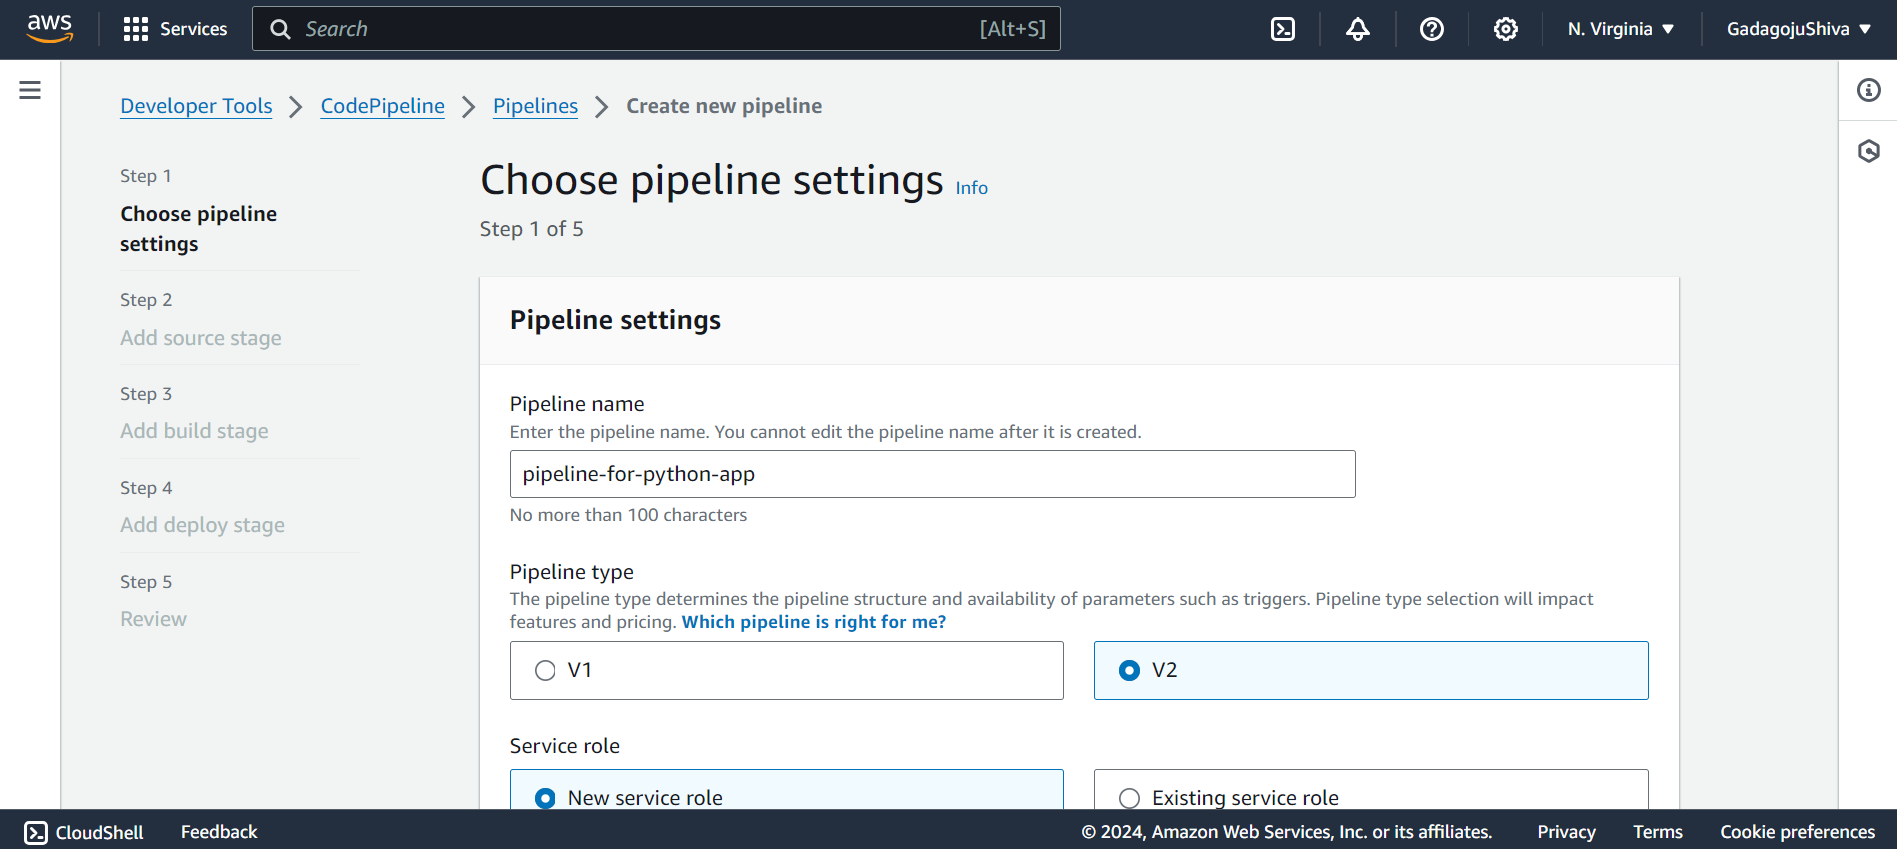 aws
Services
Search
[Alt+S]
N. Virginia
GadagojuShiva
Developer Tools
CodePipeline
Pipelines
Create new pipeline
Step 1
Choose pipeline
settings
Step 2
Add source stage
Step 3
Add build stage
Step 4
Add deploy stage
Step 5
Review
Choose pipeline settings Info
Step 1 of 5
Pipeline settings
Pipeline name
Enter the pipeline name. You cannot edit the pipeline name after it is created.
pipeline-for-python-app
No more than 100 characters
Pipeline type
The pipeline type determines the pipeline structure and availability of parameters such as triggers. Pipeline type selection will impact
features and pricing. Which pipeline is right for me?
V1
V2
Service role
New service role
Existing service role
CloudShell
Feedback
© 2024, Amazon Web Services, Inc. or its affiliates.
Privacy
Terms
Cookie preferences